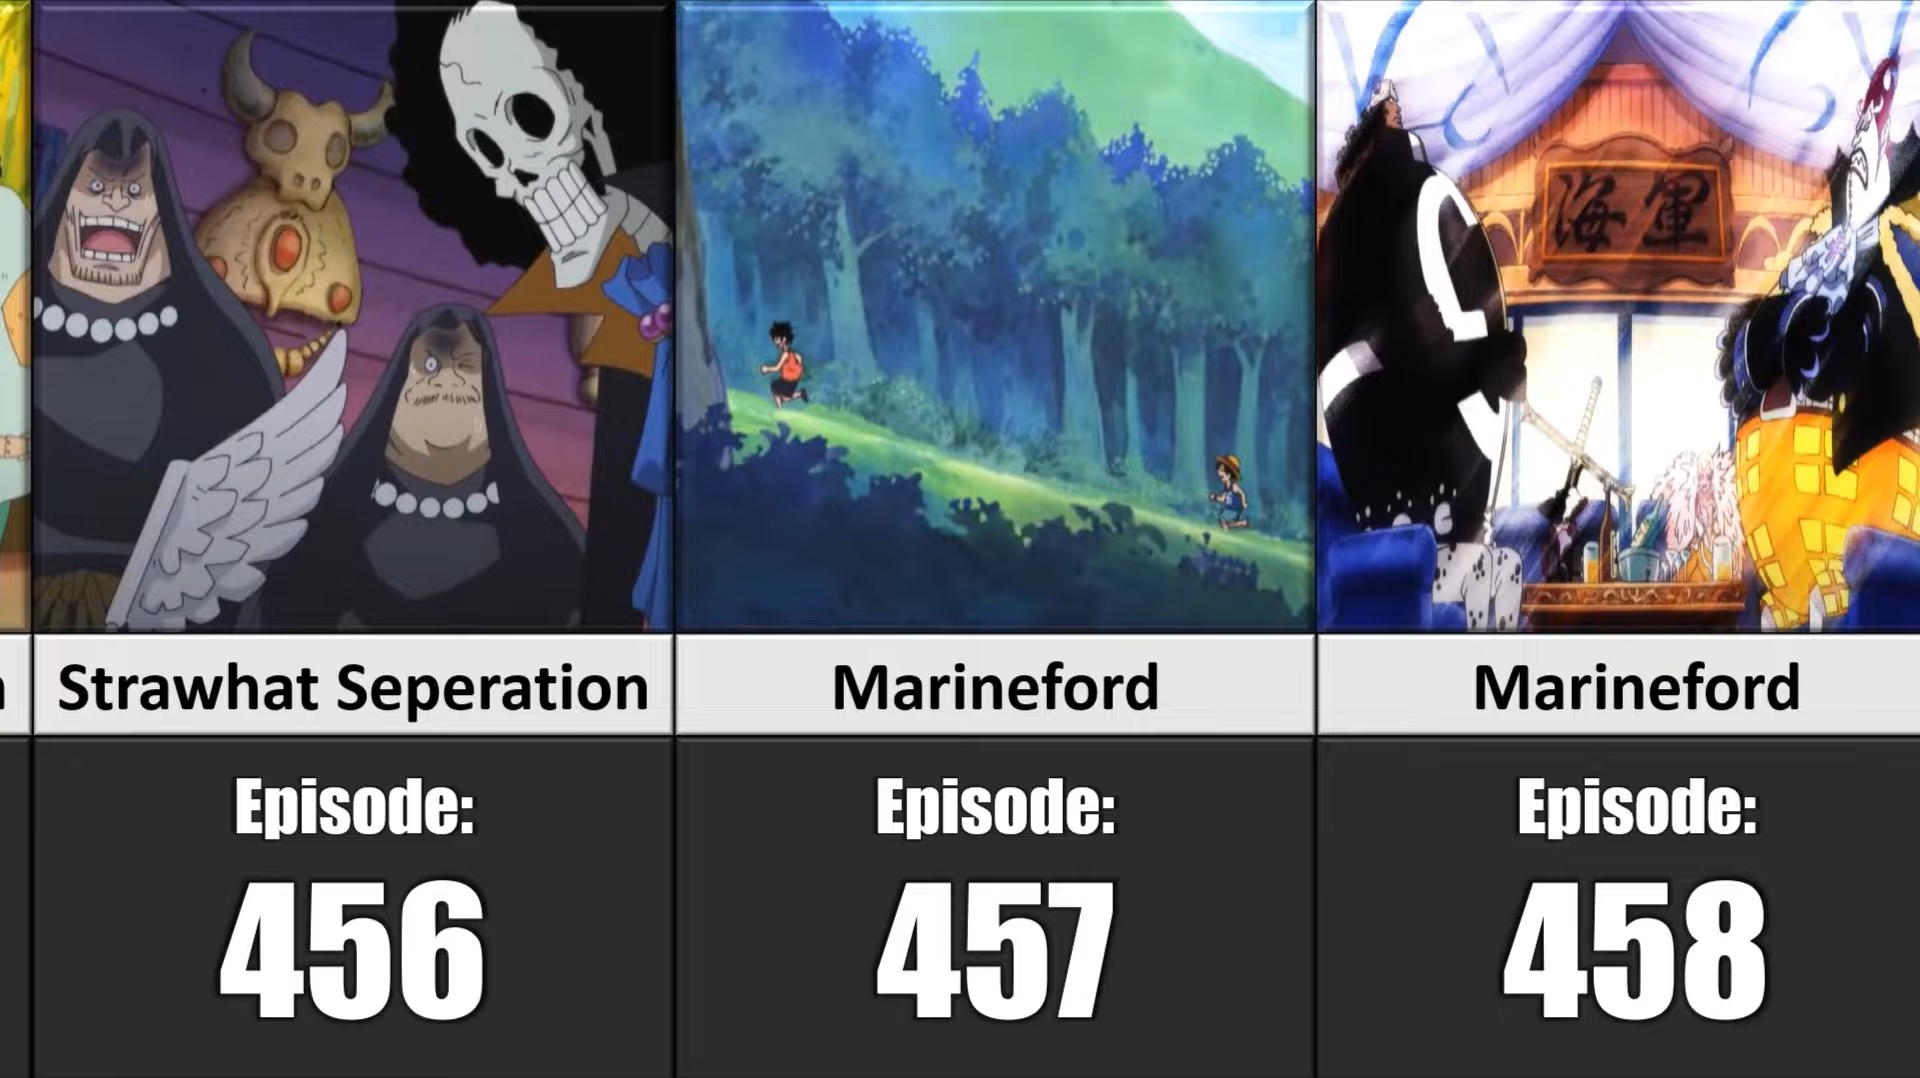 海軍
Strawhat Seperation
Marineford
Marineford
Episode:
456
Episode:
457
Episode:
458